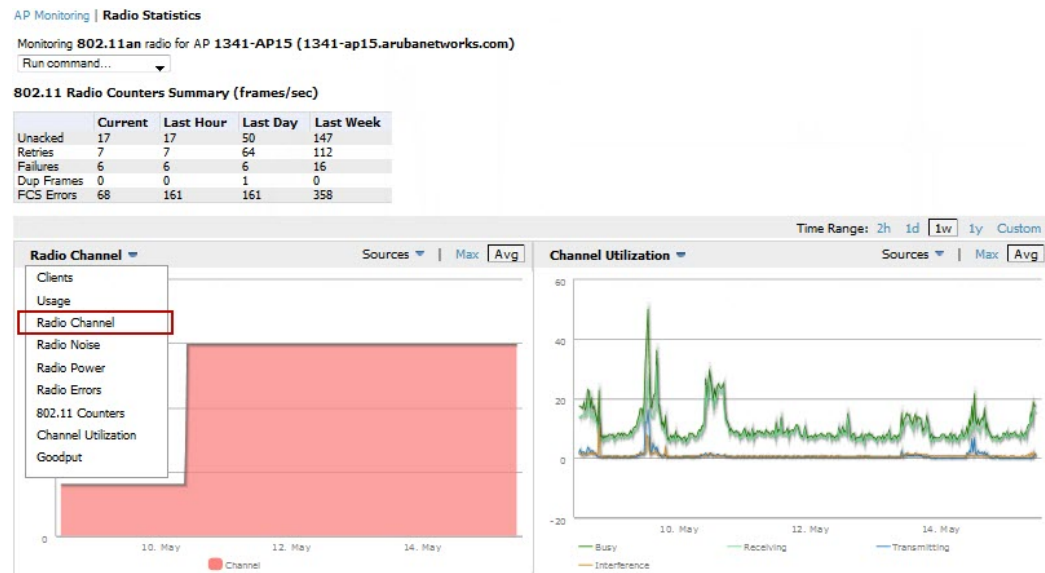 AP Monitoring | Radio Statistics
Monitoring 802.11an radio for AP 1341-AP15 (1341-ap15.arubanetworks.com)
Run command...
802.11 Radio Counters Summary (frames/sec)
Current Last Hour Last Day Last Week
Unacked 17 17 50 147
Retries 7 7 64 112
Failures 6 6 6 16
Dup Frames 0 0 1 0
FCS Errors 68 161 161 358
Time Range: 2h 1d 1w 1y Custom
Radio Channel Sources | Max Avg
Clients
Usage
Radio Channel
Radio Noise
Radio Power
Radio Errors
802.11 Counters
Channel Utilization
Goodput
0
10. May 12. May 14. May
Channel
Channel Utilization Sources | Max Avg
60
40
20
0
-20
10. May 12. May 14. May
Busy Receiving Transmitting
Interference